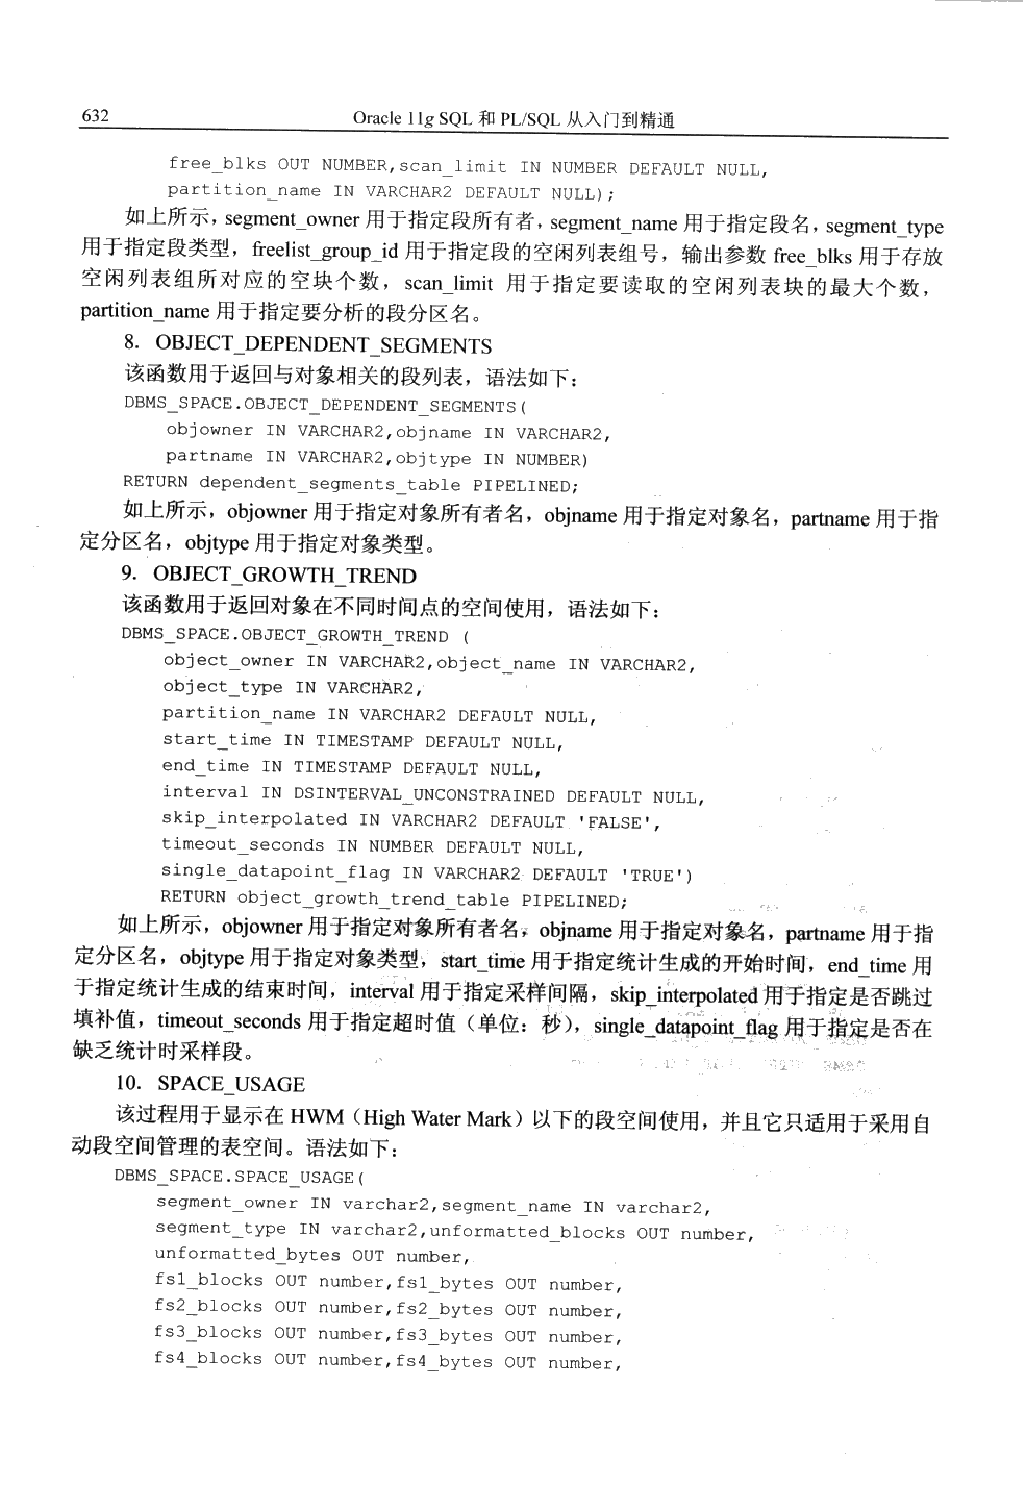 632
Oracle 11g SQL 和 PL/SQL 从入门到精通
free_blks OUT NUMBER,scan_limit IN NUMBER DEFAULT NULL,
partition_name IN VARCHAR2 DEFAULT NULL);
如上所示，segment_owner 用于指定段所有者，segment_name 用于指定段名，segment_type
用于指定段类型，freelist_group_id 用于指定段的空闲列表组号，输出参数 free_blks 用于存放
空闲列表组所对应的空块个数，scan_limit 用于指定要读取的空闲列表块的最大个数，
partition_name 用于指定要分析的段分区名。
8．OBJECT_DEPENDENT_SEGMENTS
该函数用于返回与对象相关的段列表，语法如下：
DBMS_SPACE.OBJECT_DEPENDENT_SEGMENTS(
objowner IN VARCHAR2,objname IN VARCHAR2,
partname IN VARCHAR2,objtype IN NUMBER)
RETURN dependent_segments_table PIPELINED;
如上所示，objowner 用于指定对象所有者名，objname 用于指定对象名，partname 用于指
定分区名，objtype 用于指定对象类型。
9．OBJECT_GROWTH_TREND
该函数用于返回对象在不同时间点的空间使用，语法如下：
DBMS_SPACE.OBJECT_GROWTH_TREND (
object_owner IN VARCHAR2,object_name IN VARCHAR2,
object_type IN VARCHAR2,
partition_name IN VARCHAR2 DEFAULT NULL,
start_time IN TIMESTAMP DEFAULT NULL,
end_time IN TIMESTAMP DEFAULT NULL,
interval IN DSINTERVAL_UNCONSTRAINED DEFAULT NULL,
skip_interpolated IN VARCHAR2 DEFAULT 'FALSE',
timeout_seconds IN NUMBER DEFAULT NULL,
single_datapoint_flag IN VARCHAR2 DEFAULT 'TRUE')
RETURN object_growth_trend_table PIPELINED;
如上所示，objowner 用于指定对象所有者名，objname 用于指定对象名，partname 用于指
定分区名，objtype 用于指定对象类型，start_time 用于指定统计生成的开始时间，end_time 用
于指定统计生成的结束时间，interval 用于指定采样间隔，skip_interpolated 用于指定是否跳过
填补值，timeout_seconds 用于指定超时值（单位：秒），single_datapoint_flag 用于指定是否在
缺乏统计时采样段。
10．SPACE_USAGE
该过程用于显示在 HWM（High Water Mark）以下的段空间使用，并且它只适用于采用自
动段空间管理的表空间。语法如下：
DBMS_SPACE.SPACE_USAGE(
segment_owner IN varchar2,segment_name IN varchar2,
segment_type IN varchar2,unformatted_blocks OUT number,
unformatted_bytes OUT number,
fs1_blocks OUT number,fs1_bytes OUT number,
fs2_blocks OUT number,fs2_bytes OUT number,
fs3_blocks OUT number,fs3_bytes OUT number,
fs4_blocks OUT number,fs4_bytes OUT number,